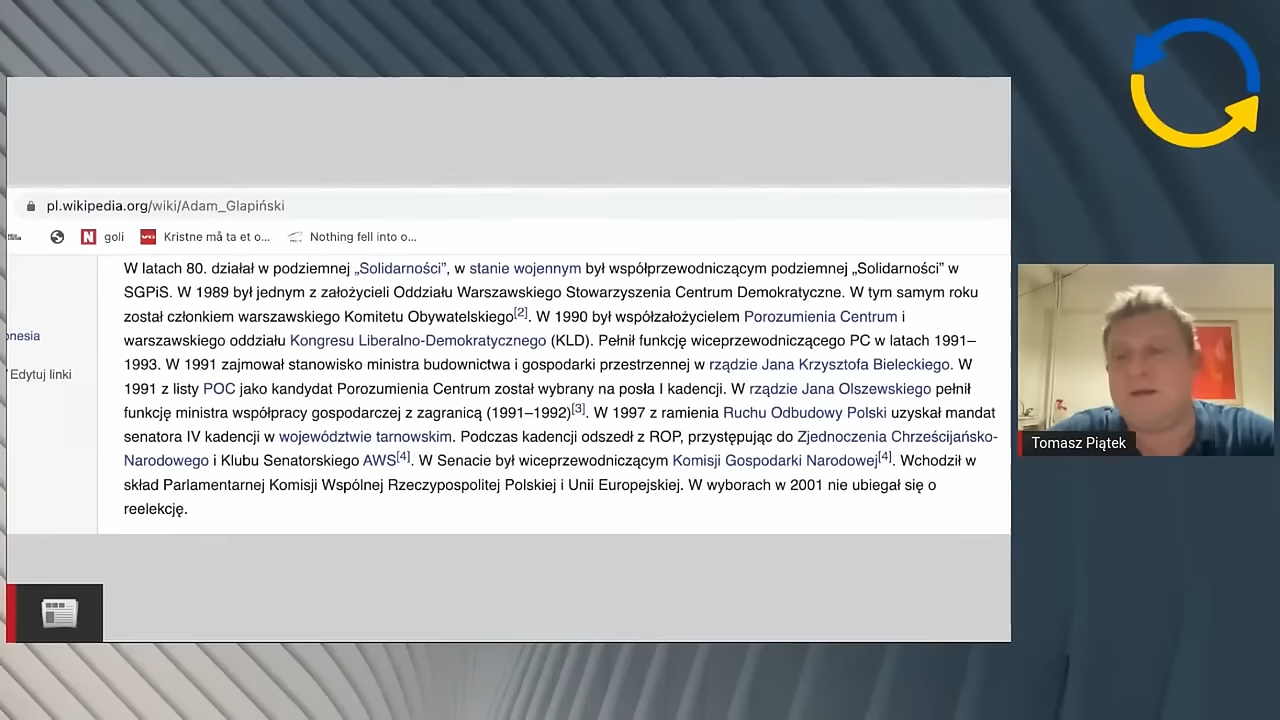 pl.wikipedia.org/wiki/Adam_Glapiński
goli
Kristne må ta et o...
Nothing fell into o...
W latach 80. działał w podziemnej „Solidarności”, w stanie wojennym był współprzewodniczącym podziemnej „Solidarności” w
SGPiS. W 1989 był jednym z założycieli Oddziału Warszawskiego Stowarzyszenia Centrum Demokratyczne. W tym samym roku
został członkiem warszawskiego Komitetu Obywatelskiego[2]. W 1990 był współzałożycielem Porozumienia Centrum i
warszawskiego oddziału Kongresu Liberalno-Demokratycznego (KLD). Pełnił funkcję wiceprzewodniczącego PC w latach 1991–
1993. W 1991 zajmował stanowisko ministra budownictwa i gospodarki przestrzennej w rządzie Jana Krzysztofa Bieleckiego. W
1991 z listy POC jako kandydat Porozumienia Centrum został wybrany na posła I kadencji. W rządzie Jana Olszewskiego pełnił
funkcję ministra współpracy gospodarczej z zagranicą (1991–1992)[3]. W 1997 z ramienia Ruchu Odbudowy Polski uzyskał mandat
senatora IV kadencji w województwie tarnowskim. Podczas kadencji odszedł z ROP, przystępując do Zjednoczenia Chrześcijańsko-
Narodowego i Klubu Senatorskiego AWS[4]. W Senacie był wiceprzewodniczącym Komisji Gospodarki Narodowej[4]. Wchodził w
skład Parlamentarnej Komisji Wspólnej Rzeczypospolitej Polskiej i Unii Europejskiej. W wyborach w 2001 nie ubiegał się o
reelekcję.
onesia
Edytuj linki
Tomasz Piątek